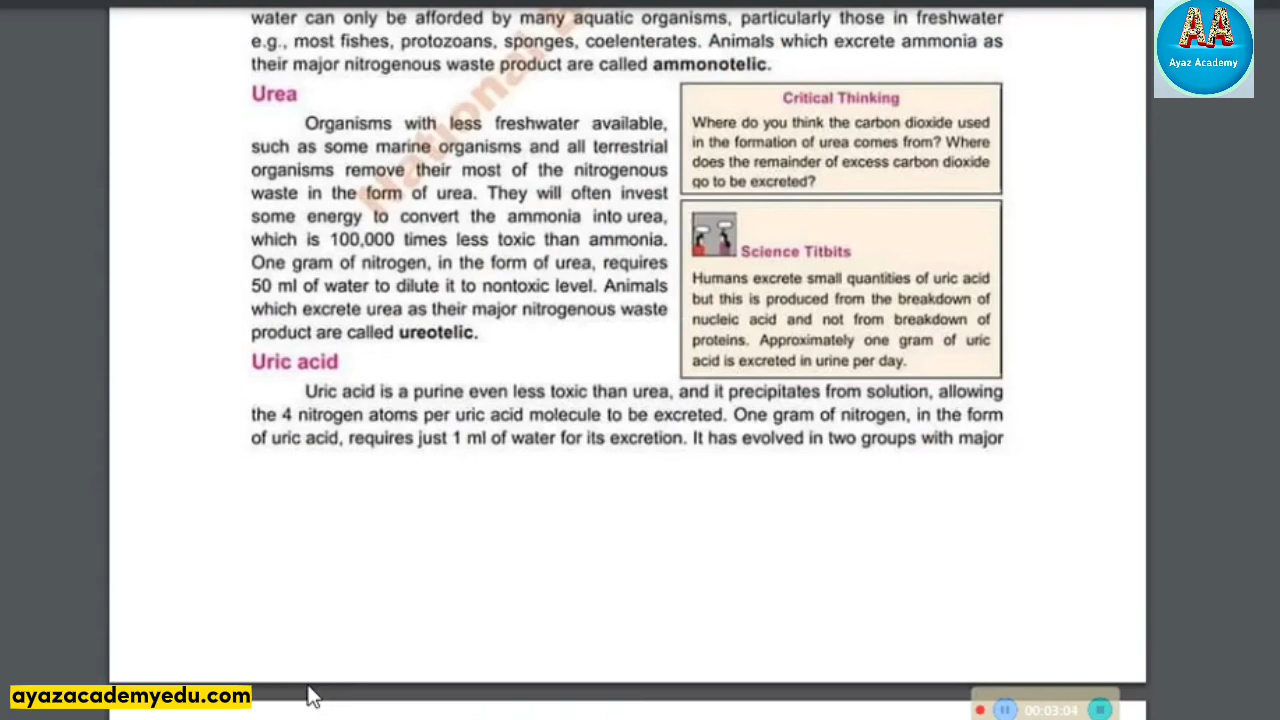 water can only be afforded by many aquatic organisms, particularly those in freshwater
e.g., most fishes, protozoans, sponges, coelenterates. Animals which excrete ammonia as
their major nitrogenous waste product are called ammonotelic.
Urea
Organisms with less freshwater available,
such as some marine organisms and all terrestrial
organisms remove their most of the nitrogenous
waste in the form of urea. They will often invest
some energy to convert the ammonia into urea,
which is 100,000 times less toxic than ammonia.
One gram of nitrogen, in the form of urea, requires
50 ml of water to dilute it to nontoxic level. Animals
which excrete urea as their major nitrogenous waste
product are called ureotelic.
Critical Thinking
Where do you think the carbon dioxide used
in the formation of urea comes from? Where
does the remainder of excess carbon dioxide
go to be excreted?
Science Titbits
Humans excrete small quantities of uric acid
but this is produced from the breakdown of
nucleic acid and not from breakdown of
proteins. Approximately one gram of uric
acid is excreted in urine per day.
Uric acid
Uric acid is a purine even less toxic than urea, and it precipitates from solution, allowing
the 4 nitrogen atoms per uric acid molecule to be excreted. One gram of nitrogen, in the form
of uric acid, requires just 1 ml of water for its excretion. It has evolved in two groups with major
National
AA
Ayaz Academy
ayazacademyedu.com
00:03:04